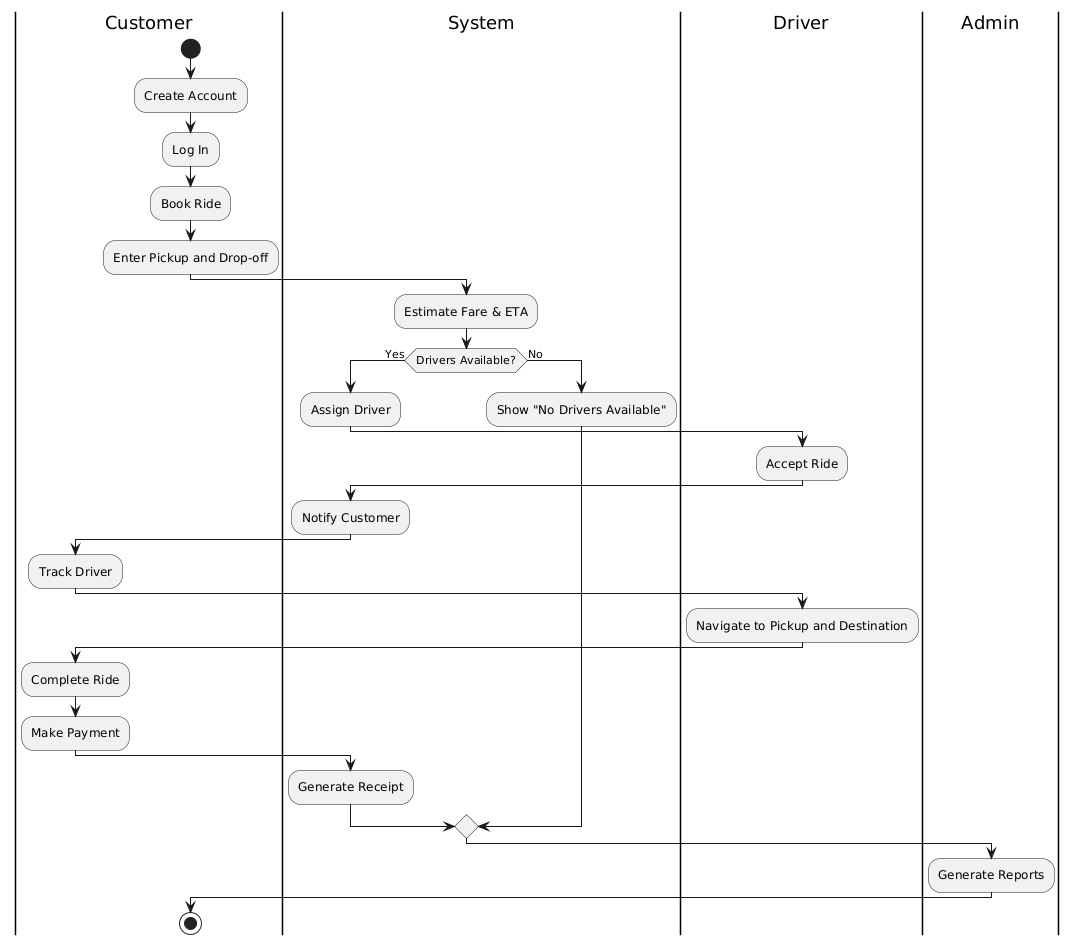 Customer
System
Driver
Admin
Create Account
Log In
Book Ride
Enter Pickup and Drop-off
Estimate Fare & ETA
Yes
Drivers Available?
No
Assign Driver
Show "No Drivers Available"
Accept Ride
Notify Customer
Track Driver
Navigate to Pickup and Destination
Complete Ride
Make Payment
Generate Receipt
Generate Reports